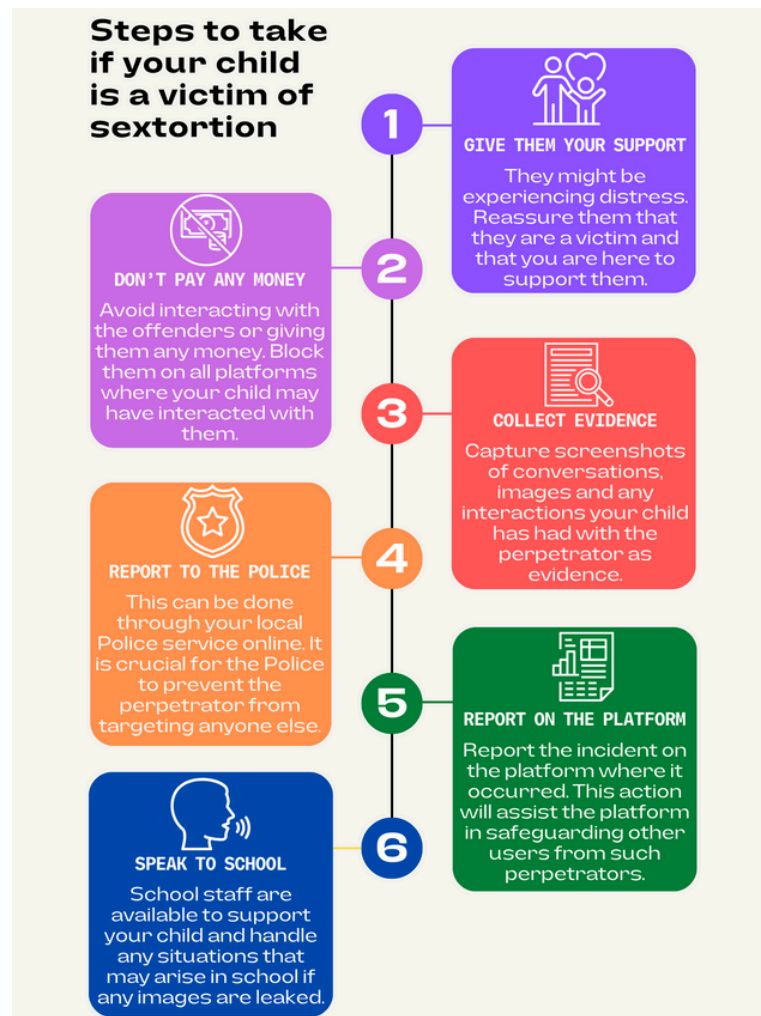 Steps to take
if your child
is a victim of
sextortion
1
GIVE THEM YOUR SUPPORT
They might be
experiencing distress.
Reassure them that
they are a victim and
that you are here to
support them.
2
DON'T PAY ANY MONEY
Avoid interacting with
the offenders or giving
them any money. Block
them on all platforms
where your child may
have interacted with
them.
3
COLLECT EVIDENCE
Capture screenshots
of conversations,
images and any
interactions your child
has had with the
perpetrator as
evidence.
4
REPORT TO THE POLICE
This can be done
through your local
Police service online. It
is crucial for the Police
to prevent the
perpetrator from
targeting anyone else.
5
REPORT ON THE PLATFORM
Report the incident on
the platform where it
occurred. This action
will assist the platform
in safeguarding other
users from such
perpetrators.
6
SPEAK TO SCHOOL
School staff are
available to support
your child and handle
any situations that
may arise in school if
any images are leaked.